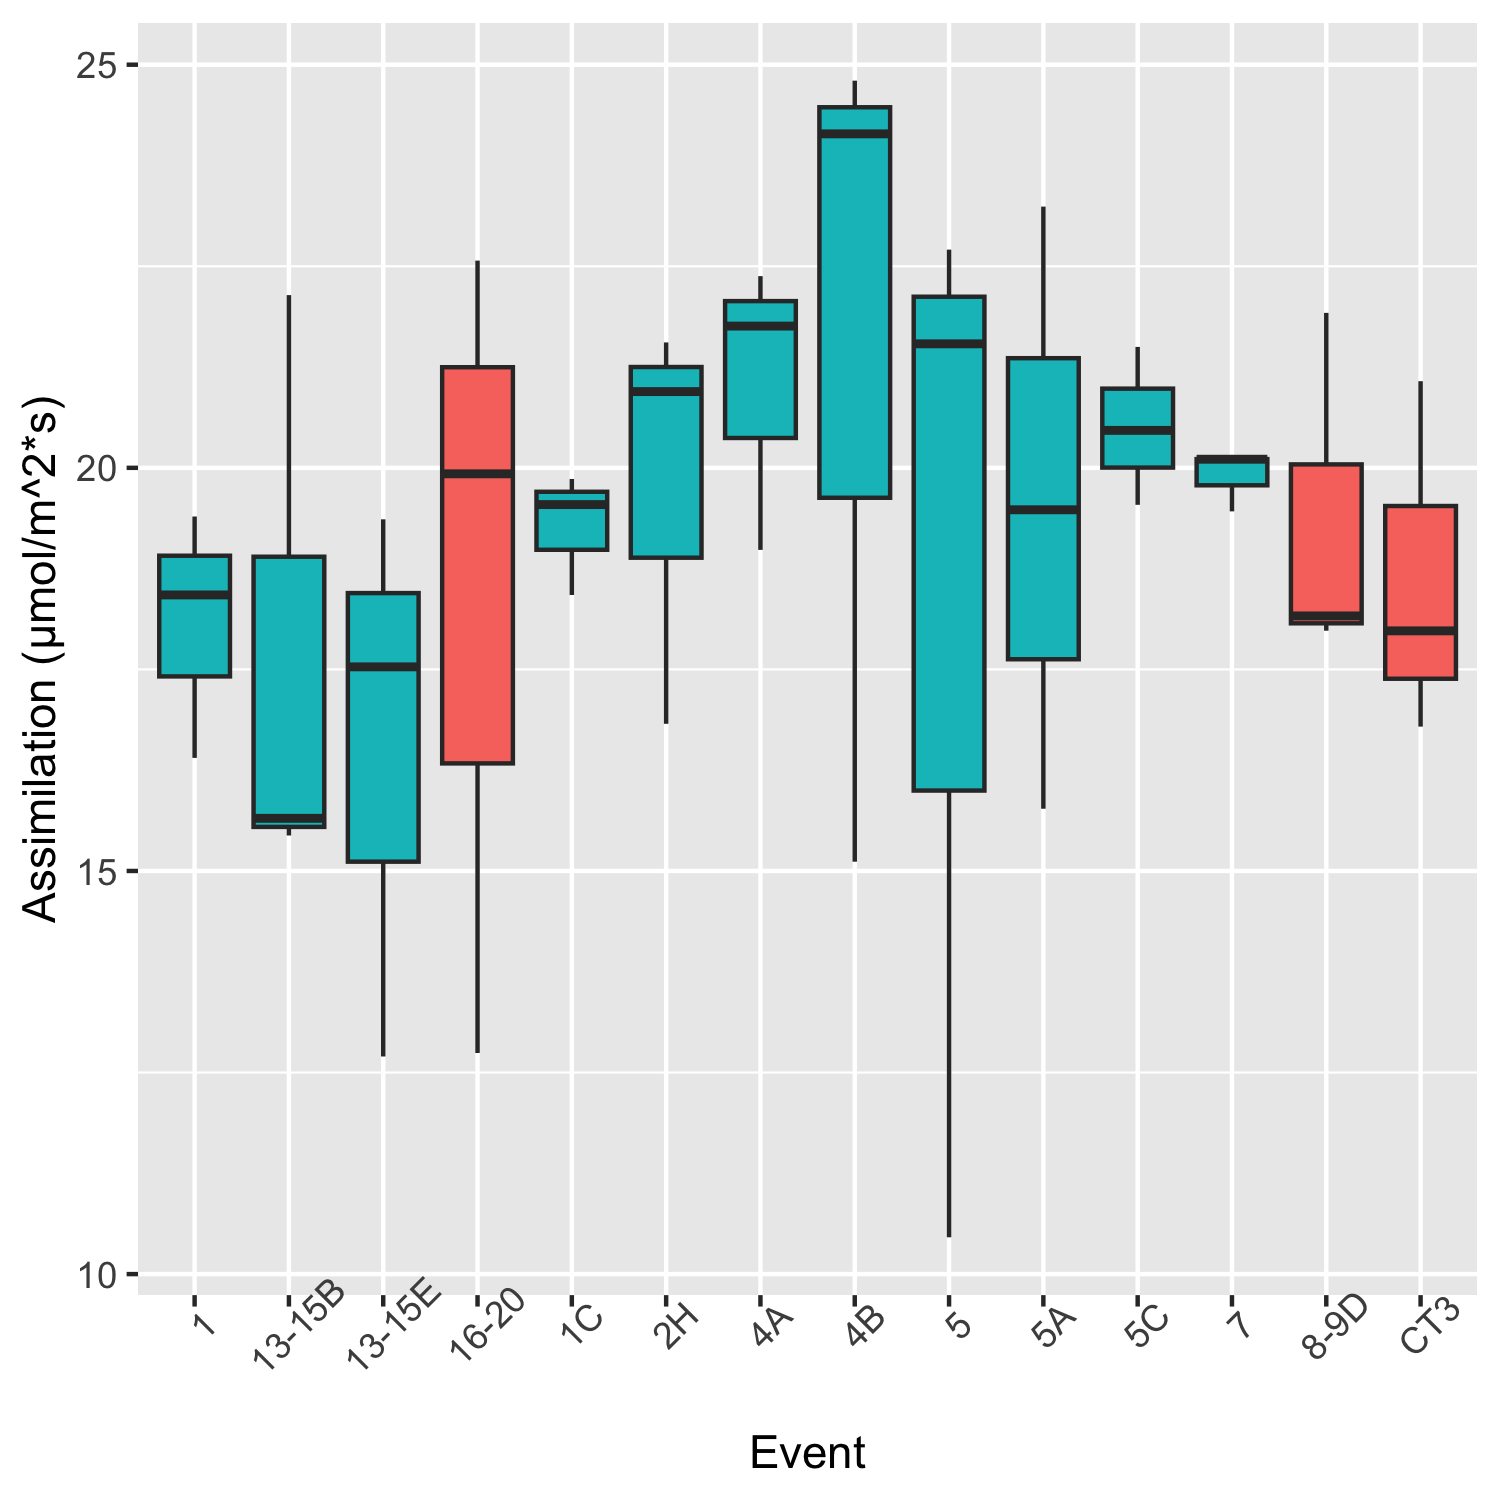 25
20
15
10
Assimilation (μmol/m^2*s)
1
13-15B
13-15E
16-20
1C
2H
4A
4B
5
5A
5C
7
8-9D
CT3
Event